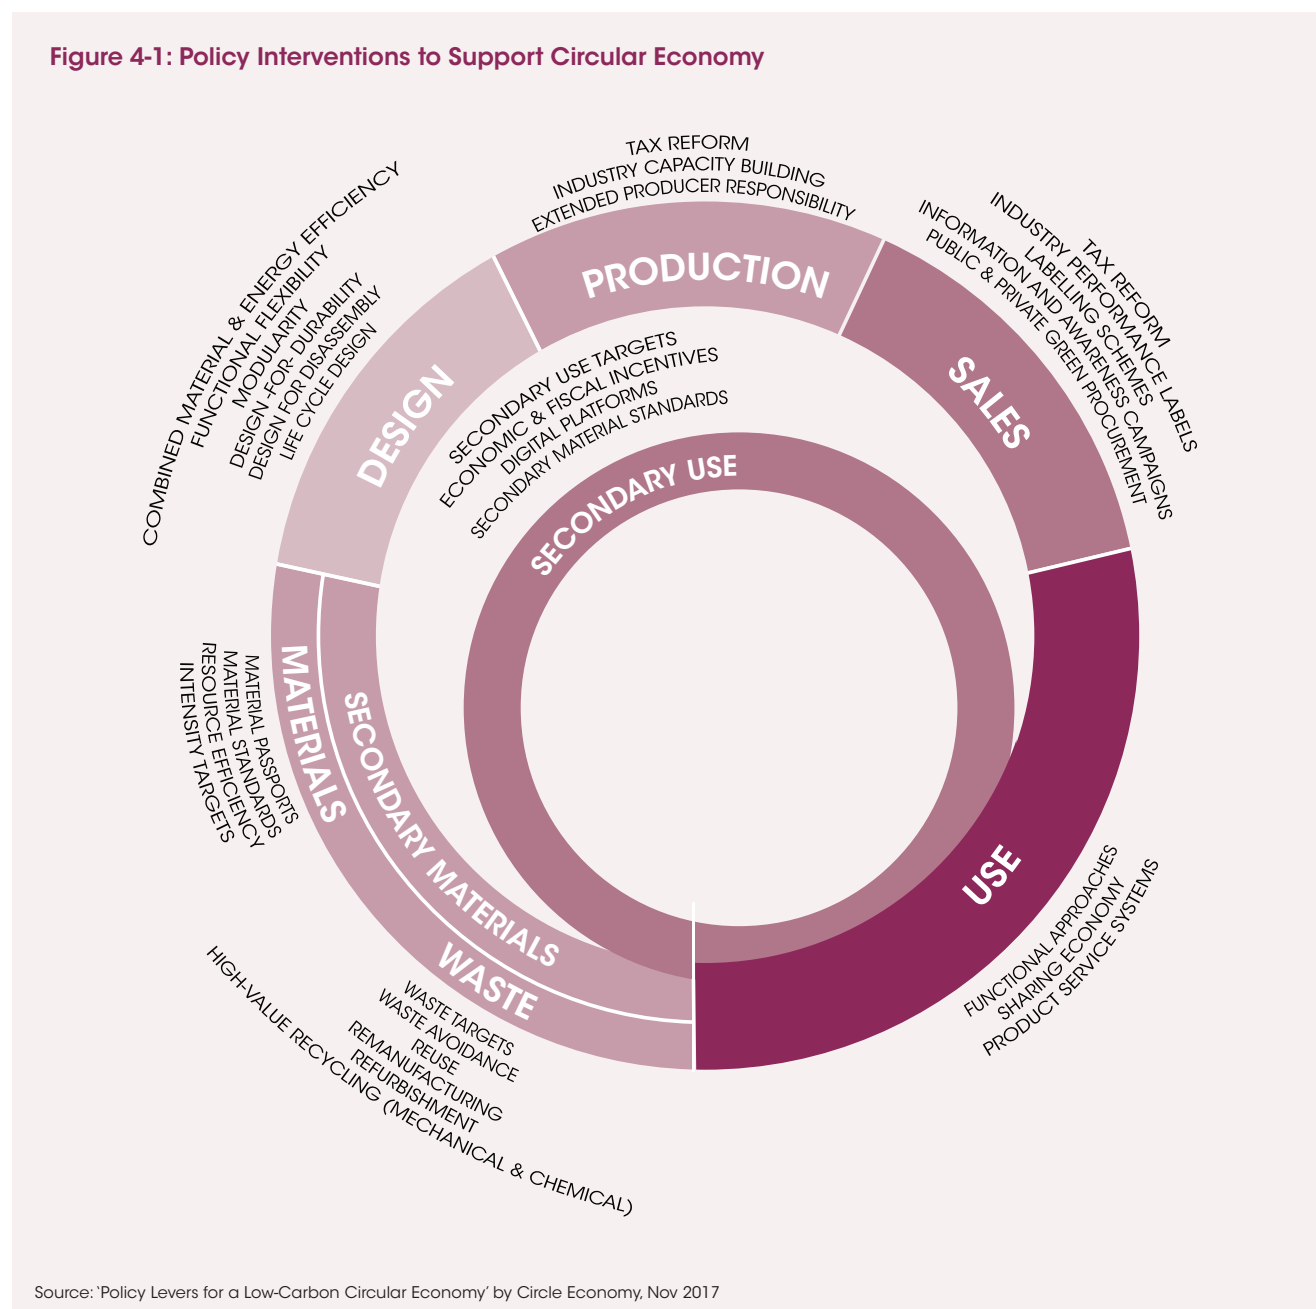 Figure 4-1: Policy Interventions to Support Circular Economy
TAX REFORM
INDUSTRY CAPACITY BUILDING
EXTENDED PRODUCER RESPONSIBILITY
PRODUCTION
TAX REFORM
INDUSTRY PERFORMANCE LABELS
LABELLING SCHEMES
INFORMATION AND AWARENESS CAMPAIGNS
PUBLIC & PRIVATE GREEN PROCUREMENT
SALES
COMBINED MATERIAL & ENERGY EFFICIENCY
FUNCTIONAL FLEXIBILITY
MODULARITY
DESIGN -FOR- DURABILITY
DESIGN FOR DISASSEMBLY
LIFE CYCLE DESIGN
DESIGN
SECONDARY USE TARGETS
ECONOMIC & FISCAL INCENTIVES
DIGITAL PLATFORMS
SECONDARY MATERIAL STANDARDS
SECONDARY USE
MATERIAL PASSPORTS
MATERIAL STANDARDS
RESOURCE EFFICIENCY
INTENSITY TARGETS
MATERIALS
SECONDARY MATERIALS
USE
FUNCTIONAL APPROACHES
SHARING ECONOMY
PRODUCT SERVICE SYSTEMS
WASTE
WASTE TARGETS
WASTE AVOIDANCE
REUSE
REMANUFACTURING
REFURBISHMENT
HIGH-VALUE RECYCLING (MECHANICAL & CHEMICAL)
Source: ‘Policy Levers for a Low-Carbon Circular Economy’ by Circle Economy, Nov 2017